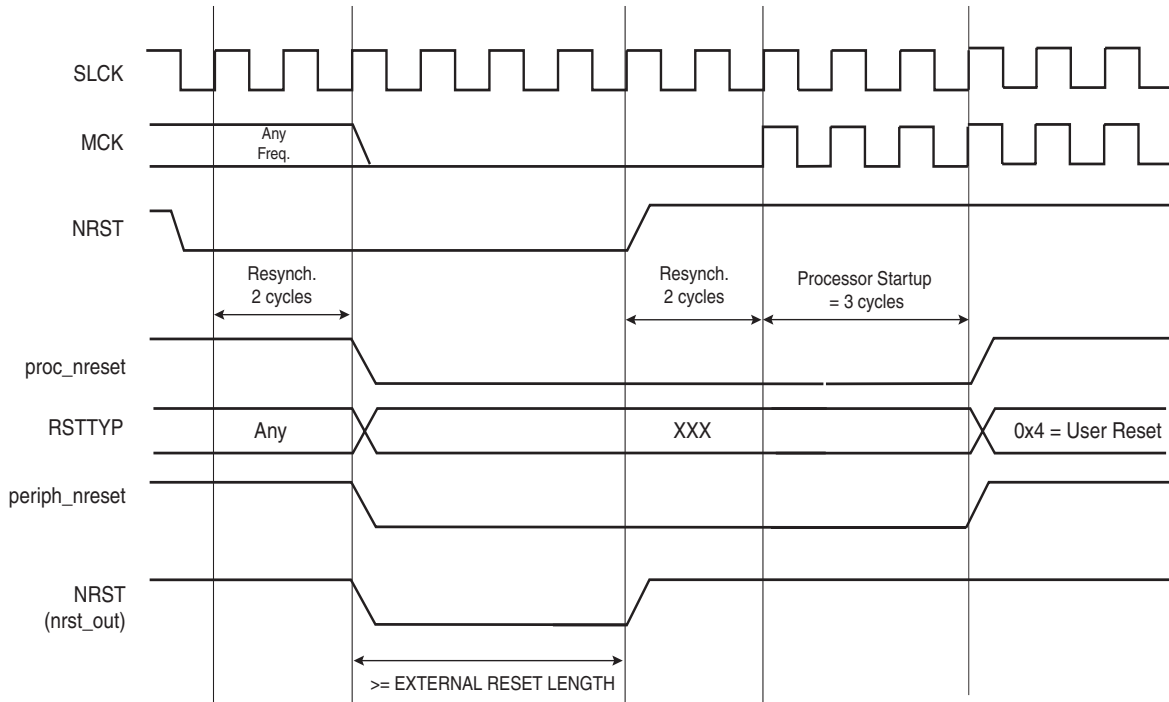 SLCK
MCK
Any
Freq.
NRST
Resynch.
2 cycles
Resynch.
2 cycles
Processor Startup
= 3 cycles
proc_nreset
RSTTYP
Any
XXX
0x4 = User Reset
periph_nreset
NRST
(nrst_out)
>= EXTERNAL RESET LENGTH